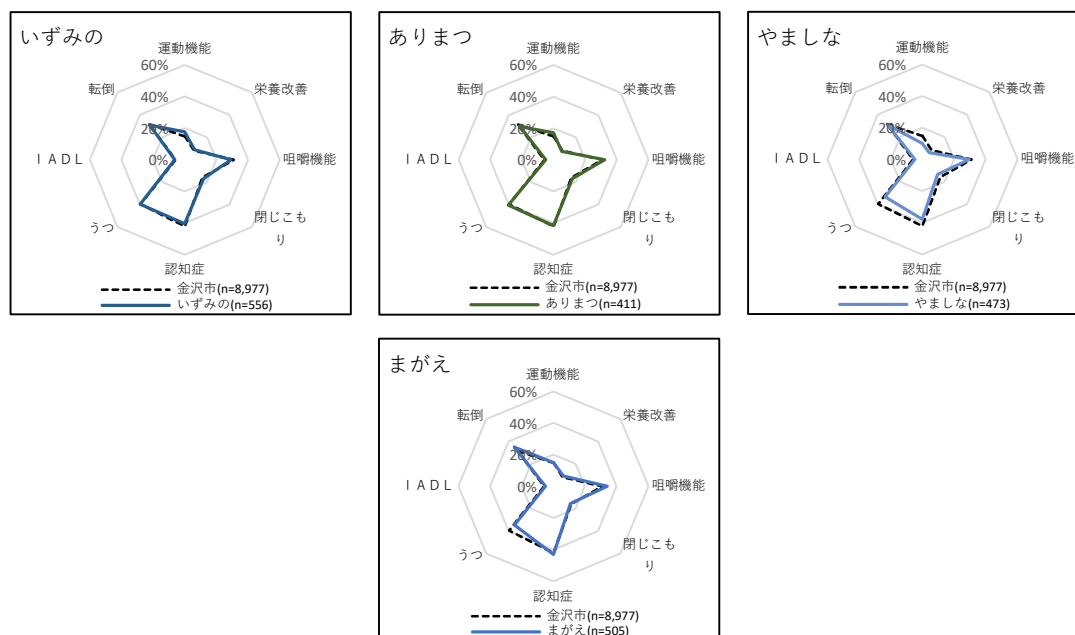 いずみの
運動機能
60%
転倒
栄養改善
40%
20%
ＩＡＤＬ
0%
咀嚼機能
うつ
閉じこも
り
認知症
金沢市(n=8,977)
いずみの(n=556)
ありまつ
運動機能
60%
転倒
栄養改善
40%
20%
ＩＡＤＬ
0%
咀嚼機能
うつ
閉じこも
り
認知症
金沢市(n=8,977)
ありまつ(n=411)
やましな
運動機能
60%
転倒
栄養改善
40%
20%
ＩＡＤＬ
0%
咀嚼機能
うつ
閉じこも
り
認知症
金沢市(n=8,977)
やましな(n=473)
まがえ
運動機能
60%
転倒
栄養改善
40%
20%
ＩＡＤＬ
0%
咀嚼機能
うつ
閉じこも
り
認知症
金沢市(n=8,977)
まがえ(n=505)